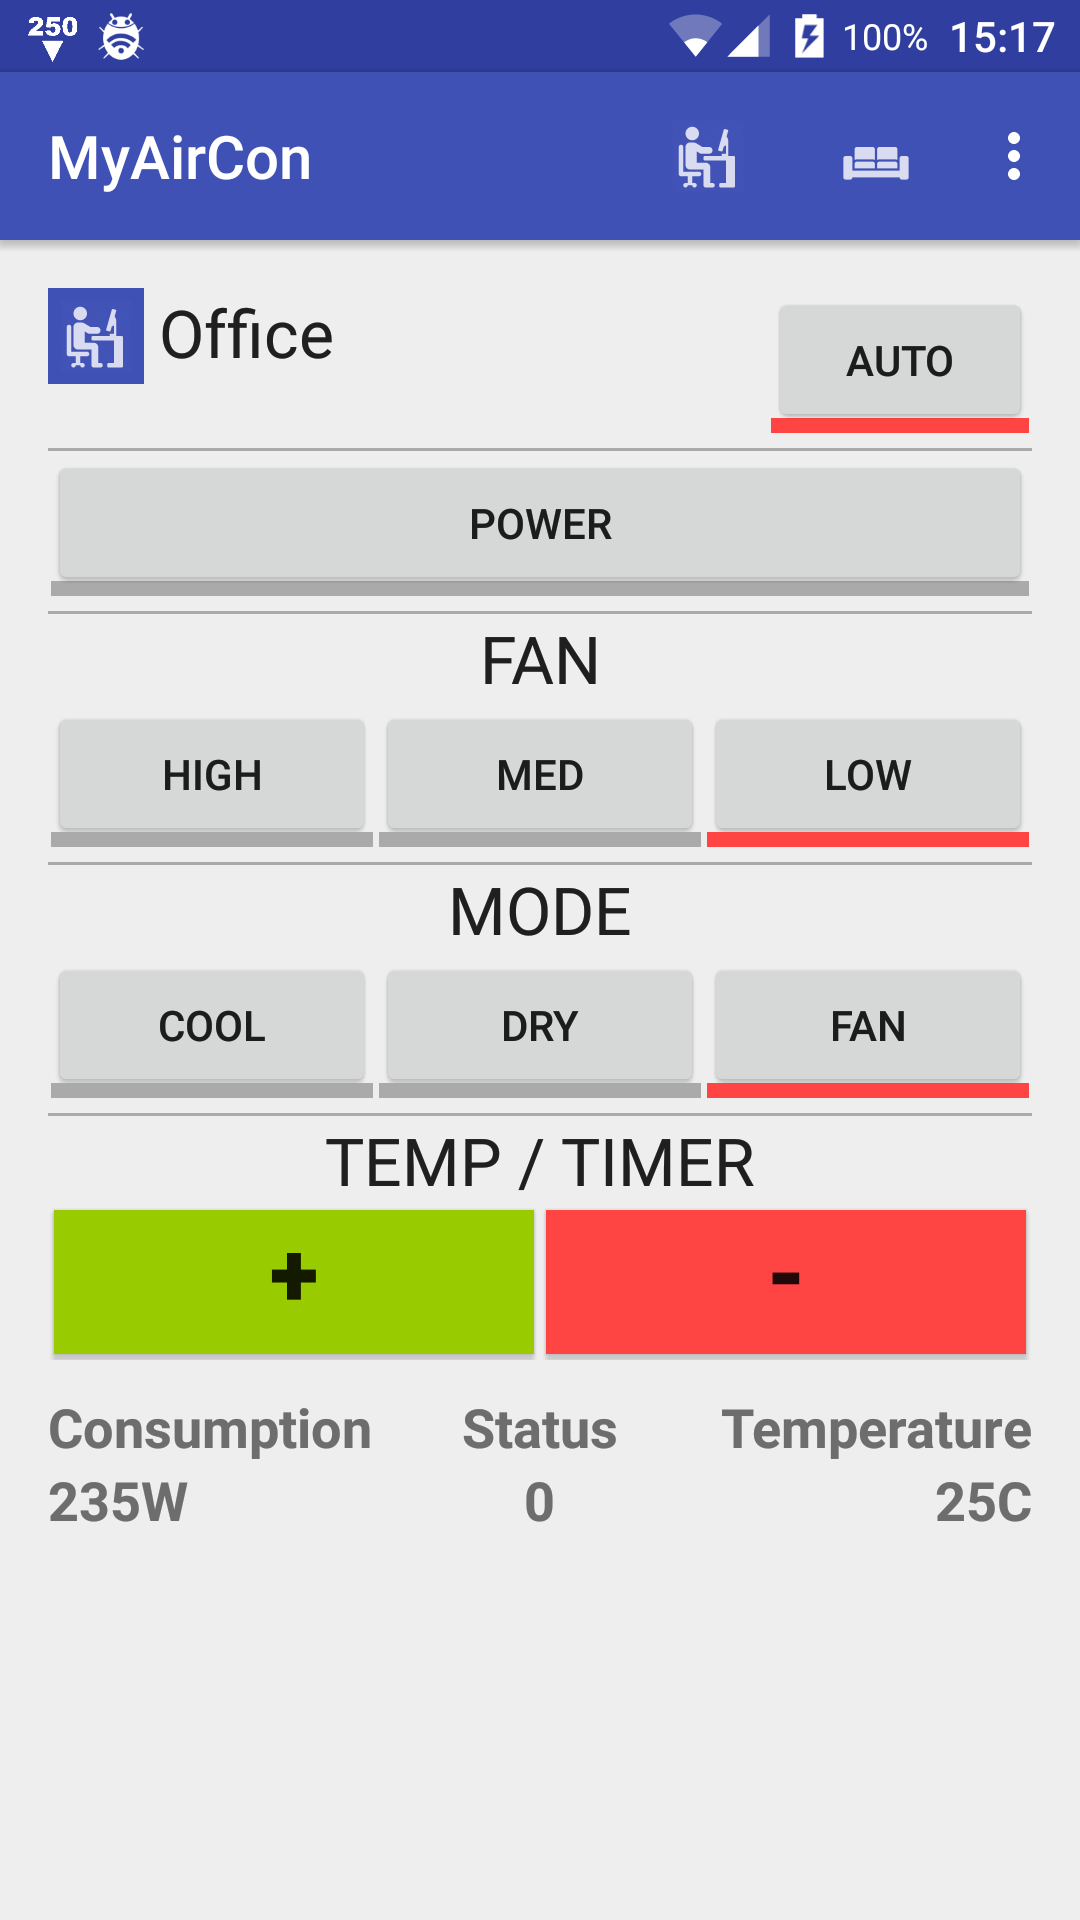 250 100% 15:17
MyAirCon
Office
AUTO
POWER
FAN
HIGH MED LOW
MODE
COOL DRY FAN
TEMP / TIMER
+ -
Consumption Status Temperature
235W 0 25C